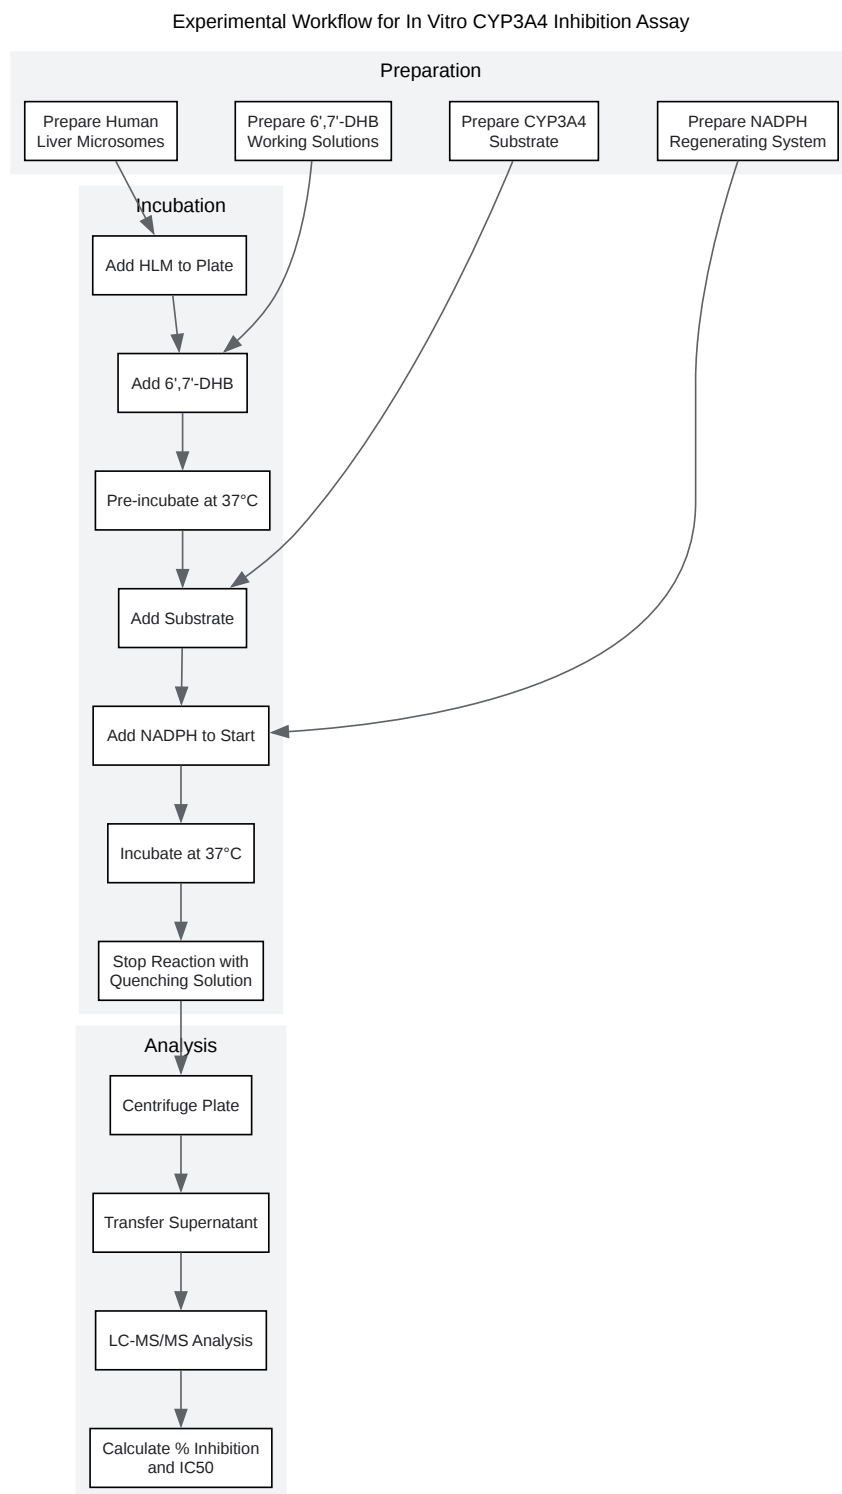 Experimental Workflow for In Vitro CYP3A4 Inhibition Assay
Preparation
Prepare Human
Liver Microsomes
Prepare 6',7'-DHB
Working Solutions
Prepare CYP3A4
Substrate
Prepare NADPH
Regenerating System
Incubation
Add HLM to Plate
Add 6',7'-DHB
Pre-incubate at 37°C
Add Substrate
Add NADPH to Start
Incubate at 37°C
Stop Reaction with
Quenching Solution
Analysis
Centrifuge Plate
Transfer Supernatant
LC-MS/MS Analysis
Calculate % Inhibition
and IC50